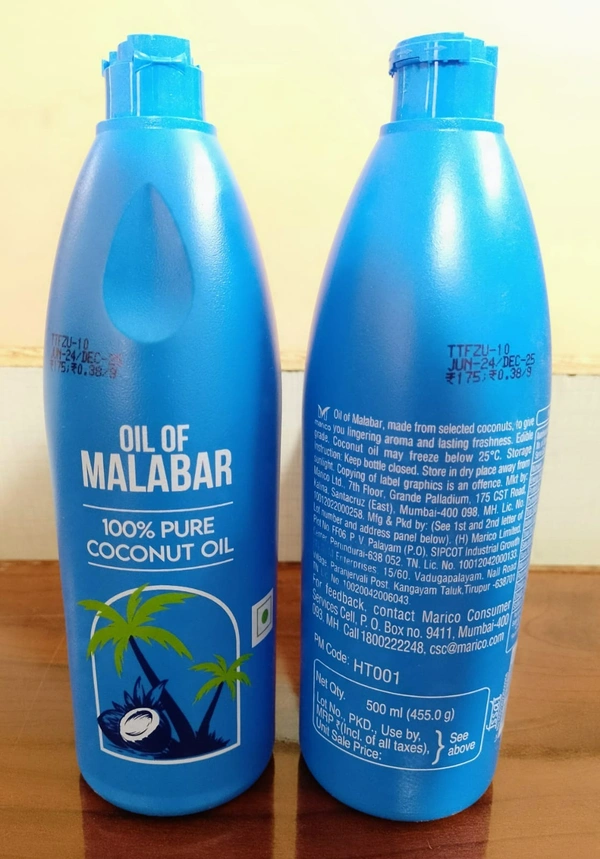 TTFZU-10
JUN-24/DEC-25
₹175;₹0.38/9
OIL OF
MALABAR
100% PURE
COCONUT OIL
TTFZU-10
JUN-24/DEC-25
₹175;₹0.38/9
Oil of Malabar, made from selected coconuts, to give
marico you lingering aroma and lasting freshness. Edible
grade. Coconut oil may freeze below 25°C. Storage
Instruction: Keep bottle closed. Store in dry place away from
sunlight. Copying of label graphics is an offence. Mkt by:
Marico Ltd. 7th Floor, Grande Palladium, 175 CST Road,
Kalina, Santacruz (East), Mumbai-400 098. MH. Lic. No.
10012022000258. Mfg & Pkd by: (See 1st and 2nd letter of
Lot number and address panel below). (H) Marico Limited,
Plot No FF06 P. V. Palayam (P.O), SIPCOT Industrial Growth
Perundurai-638 052. TN. Lic. No. 10012042000133.
Enterprises, 15/60, Vadugapalayam, Nall Road
Paranjervali Post, Kangayam Taluk,Tirupur -638701
No 10020042006043
For feedback, contact Marico Consumer
Services Cell, P. O. Box no. 9411, Mumbai-400
093, MH. Call 1800222248, csc@marico.com
PM Code: HT001
Net Qty. 500 ml (455.0 g)
Lot No., PKD., Use by,
MRP ₹(Incl. of all taxes), See
Unit Sale Price: above